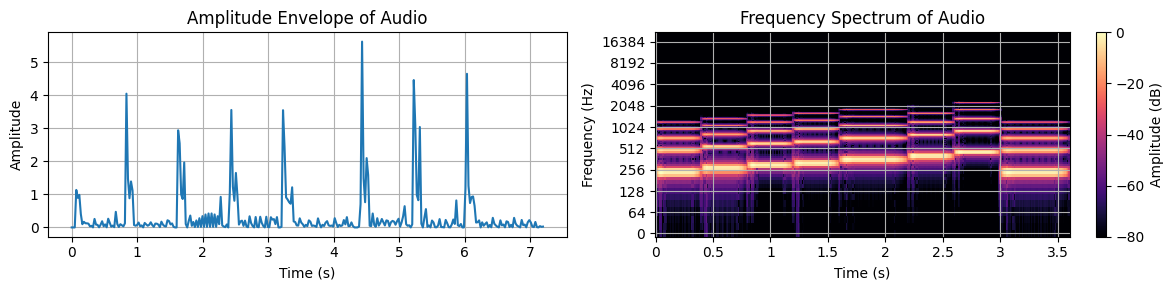 Amplitude Envelope of Audio
Amplitude
5
4
3
2
1
0
0 1 2 3 4 5 6 7
Time (s)
Frequency Spectrum of Audio
Frequency (Hz)
16384
8192
4096
2048
1024
512
256
128
64
0
0 0.5 1 1.5 2 2.5 3 3.5
Time (s)
0
−20
−40
−60
−80
Amplitude (dB)